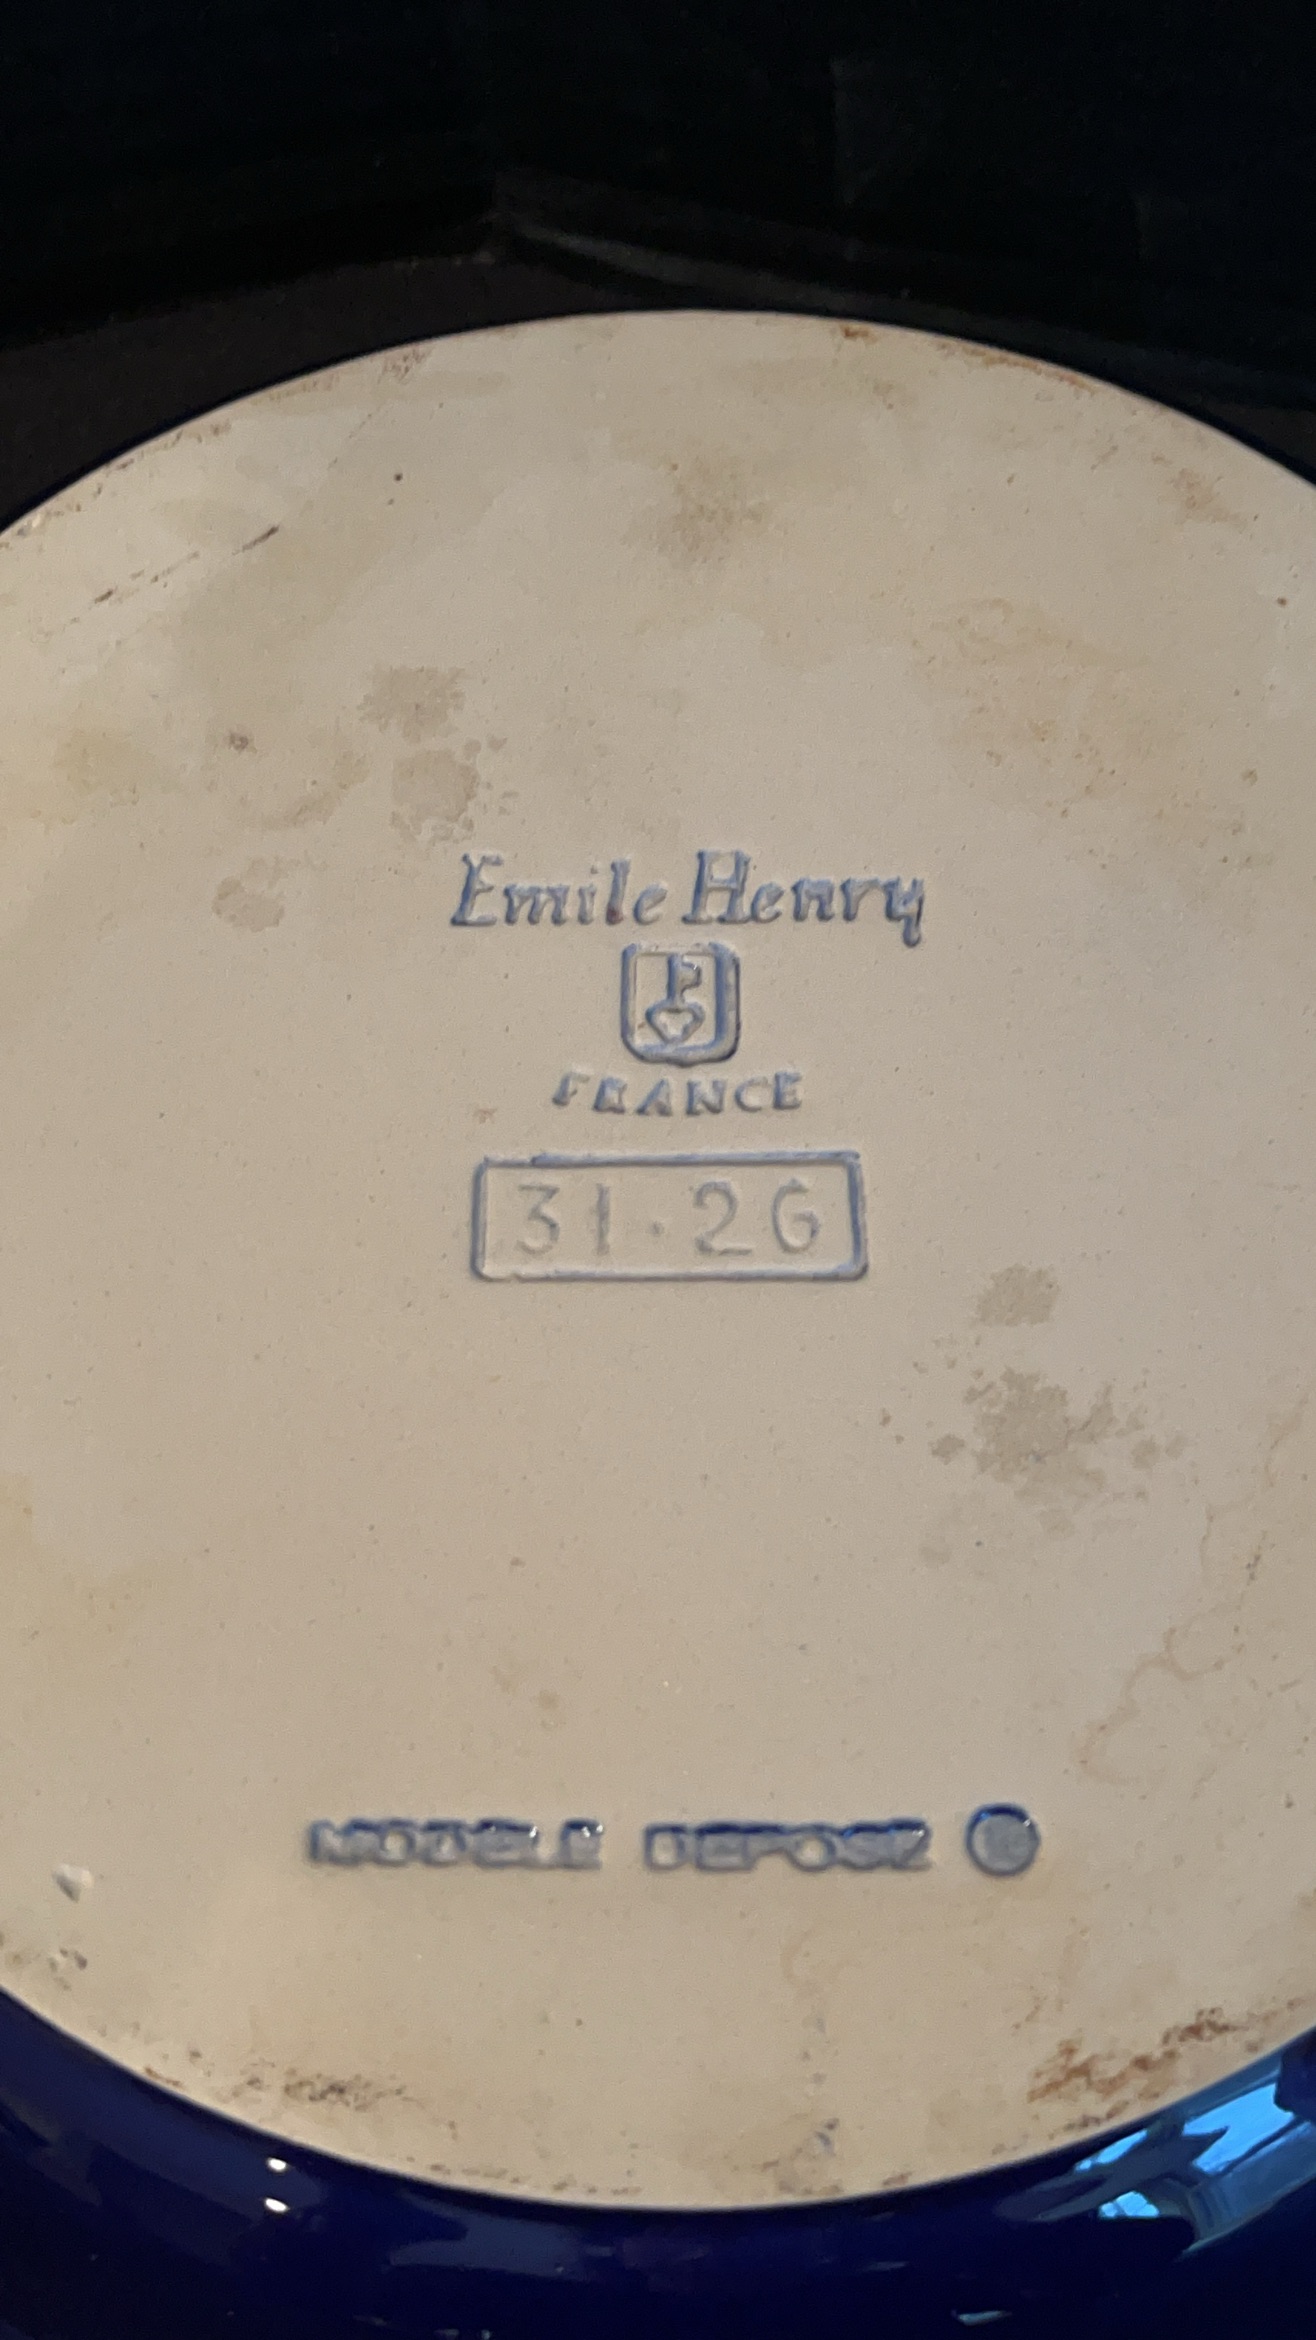 Emile Henry
FRANCE
31·26
MODELE DEPOSE